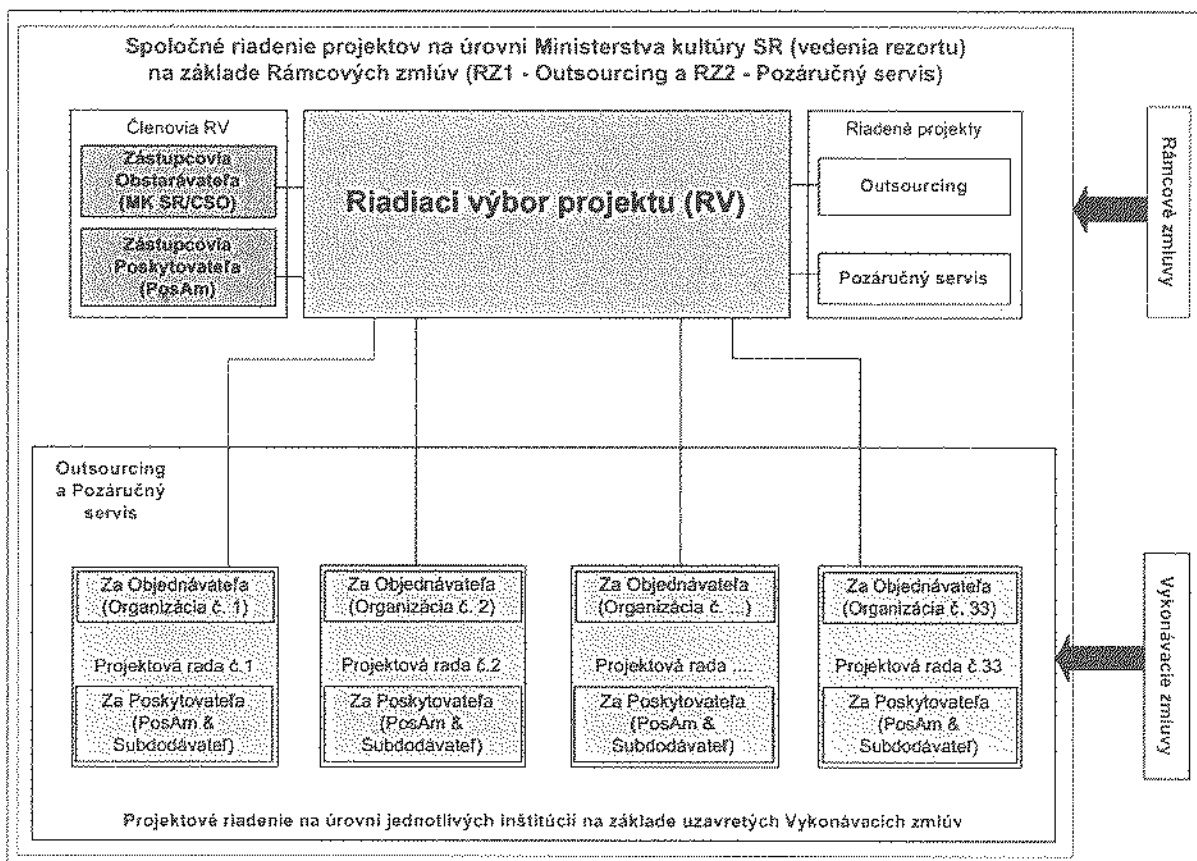 Spoločné riadenie projektov na úrovni Ministerstva kultúry SR (vedenia rezortu)
na základe Rámcových zmlúv (RZ1 - Outsourcing a RZ2 - Pozáručný servis)
Členovia RV
Zástupcovia
Obstarávateľa
(MK SR/CSO)
Zástupcovia
Poskytovateľa
(PosAm)
Riadiaci výbor projektu (RV)
Riadené projekty
Outsourcing
Pozáručný servis
Rámcové zmluvy
Outsourcing
a Pozáručný
servis
Za Objednávateľa
(Organizácia č. 1)
Projektová rada č.1
Za Poskytovateľa
(PosAm &
Subdodávateľ)
Za Objednávateľa
(Organizácia č. 2)
Projektová rada č.2
Za Poskytovateľa
(PosAm &
Subdodávateľ)
Za Objednávateľa
(Organizácia č. ...)
Projektová rada ....
Za Poskytovateľa
(PosAm &
Subdodávateľ)
Za Objednávateľa
(Organizácia č. 33)
Projektová rada č.33
Za Poskytovateľa
(PosAm &
Subdodávateľ)
Vykonávacie zmluvy
Projektové riadenie na úrovni jednotlivých inštitúcií na základe uzavretých Vykonávacích zmlúv